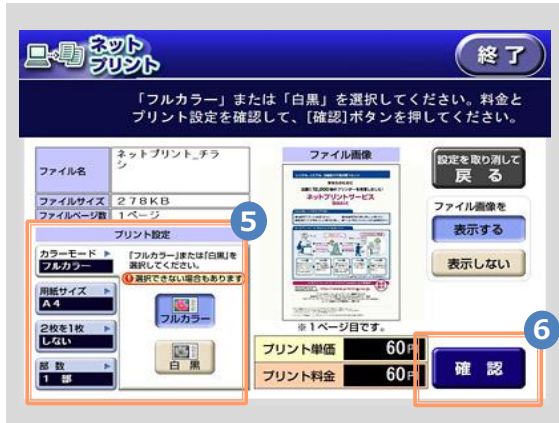 ネット
プリント
終了
「フルカラー」または「白黒」を選択してください。料金と
プリント設定を確認して、[確認]ボタンを押してください。
ファイル名
ネットプリント_チラ
シ
ファイルサイズ 278KB
ファイルページ数 1ページ
ファイル画像
ネットプリントサービス
※1ページ目です。
設定を取り消して
戻る
ファイル画像を
表示する
表示しない
5
プリント設定
カラーモード
フルカラー
用紙サイズ
A4
2枚を1枚
しない
部数
1 部
「フルカラー」または「白黒」を
選択してください。
選択できない場合もあります
フルカラー
白黒
プリント単価 60円
プリント料金 60円
6
確認